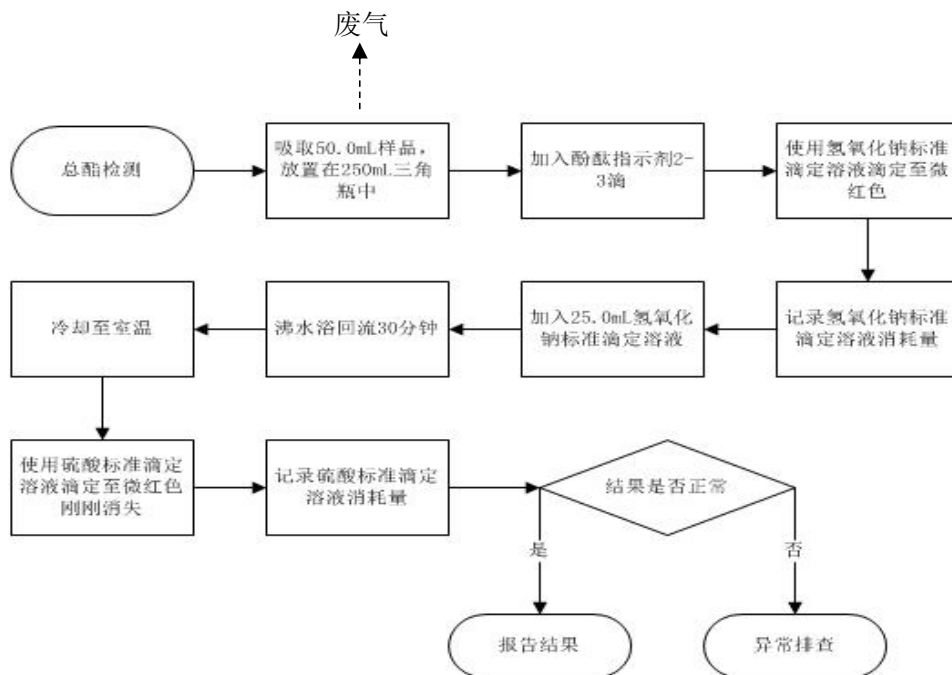 废气
总酯检测
吸取50.0mL样品，
放置在250mL三角
瓶中
加入酚酞指示剂2-
3滴
使用氢氧化钠标准
滴定溶液滴定至微
红色
记录氢氧化钠标准
滴定溶液消耗量
加入25.0mL氢氧化
钠标准滴定溶液
沸水浴回流30分钟
冷却至室温
使用硫酸标准滴定
溶液滴定至微红色
刚刚消失
记录硫酸标准滴定
溶液消耗量
结果是否正常
是
否
报告结果
异常排查